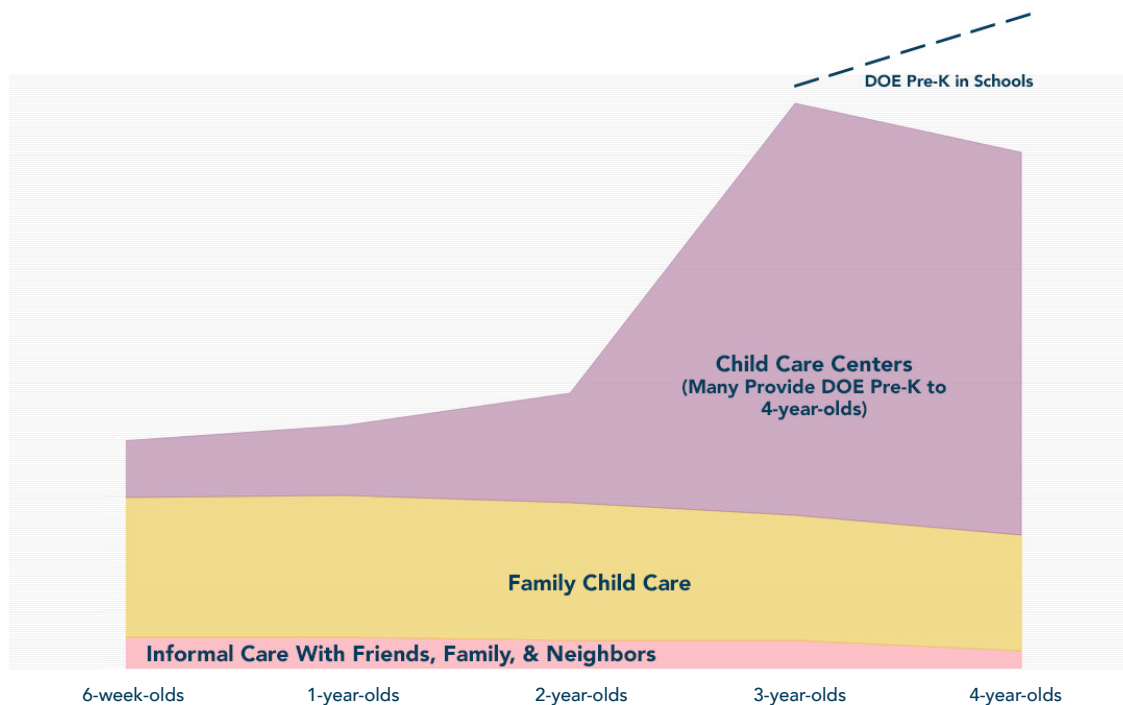 DOE Pre-K in Schools
Child Care Centers
(Many Provide DOE Pre-K to
4-year-olds)
Family Child Care
Informal Care With Friends, Family, & Neighbors
6-week-olds
1-year-olds
2-year-olds
3-year-olds
4-year-olds